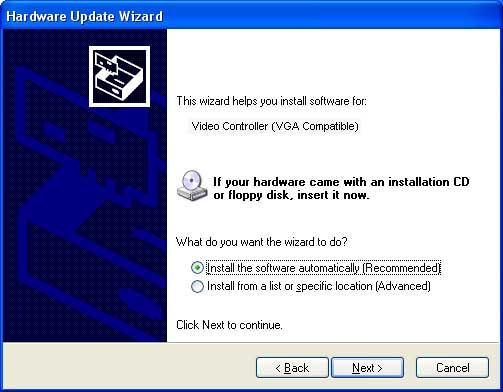 Hardware Update Wizard
This wizard helps you install software for:
Video Controller (VGA Compatible)
If your hardware came with an installation CD
or floppy disk, insert it now.
What do you want the wizard to do?
Install the software automatically (Recommended)
Install from a list or specific location (Advanced)
Click Next to continue.
< Back
Next >
Cancel